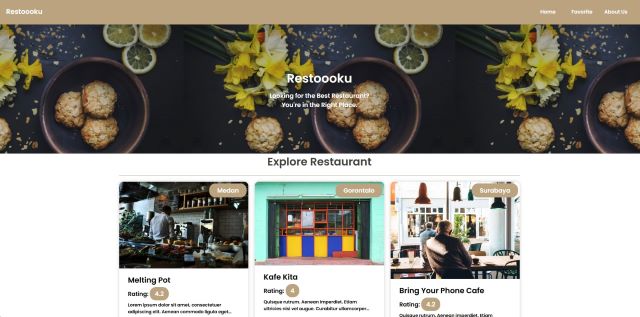 Restoooku
Home Favorite About Us
Restoooku
Looking for the Best Restaurant?
You're in the Right Place.
Explore Restaurant
Medan
Gorontalo
Surabaya
Melting Pot
Rating: 4.2
Lorem ipsum dolor sit amet, consectetuer
adipiscing elit. Aenean commodo ligula eget...
Kafe Kita
Rating: 4
Quisque rutrum. Aenean imperdiet. Etiam
ultricies nisi vel augue. Curabitur ullamcorper...
Bring Your Phone Cafe
Rating: 4.2
Quisque rutrum. Aenean imperdiet. Etiam